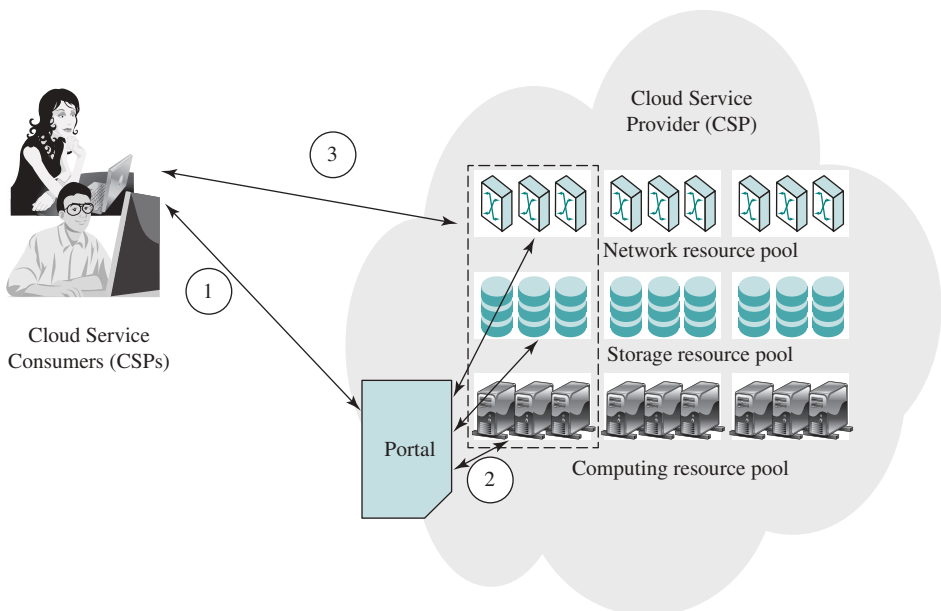 Cloud Service
Provider (CSP)
3
Network resource pool
1
Cloud Service
Consumers (CSPs)
Storage resource pool
Portal
2
Computing resource pool